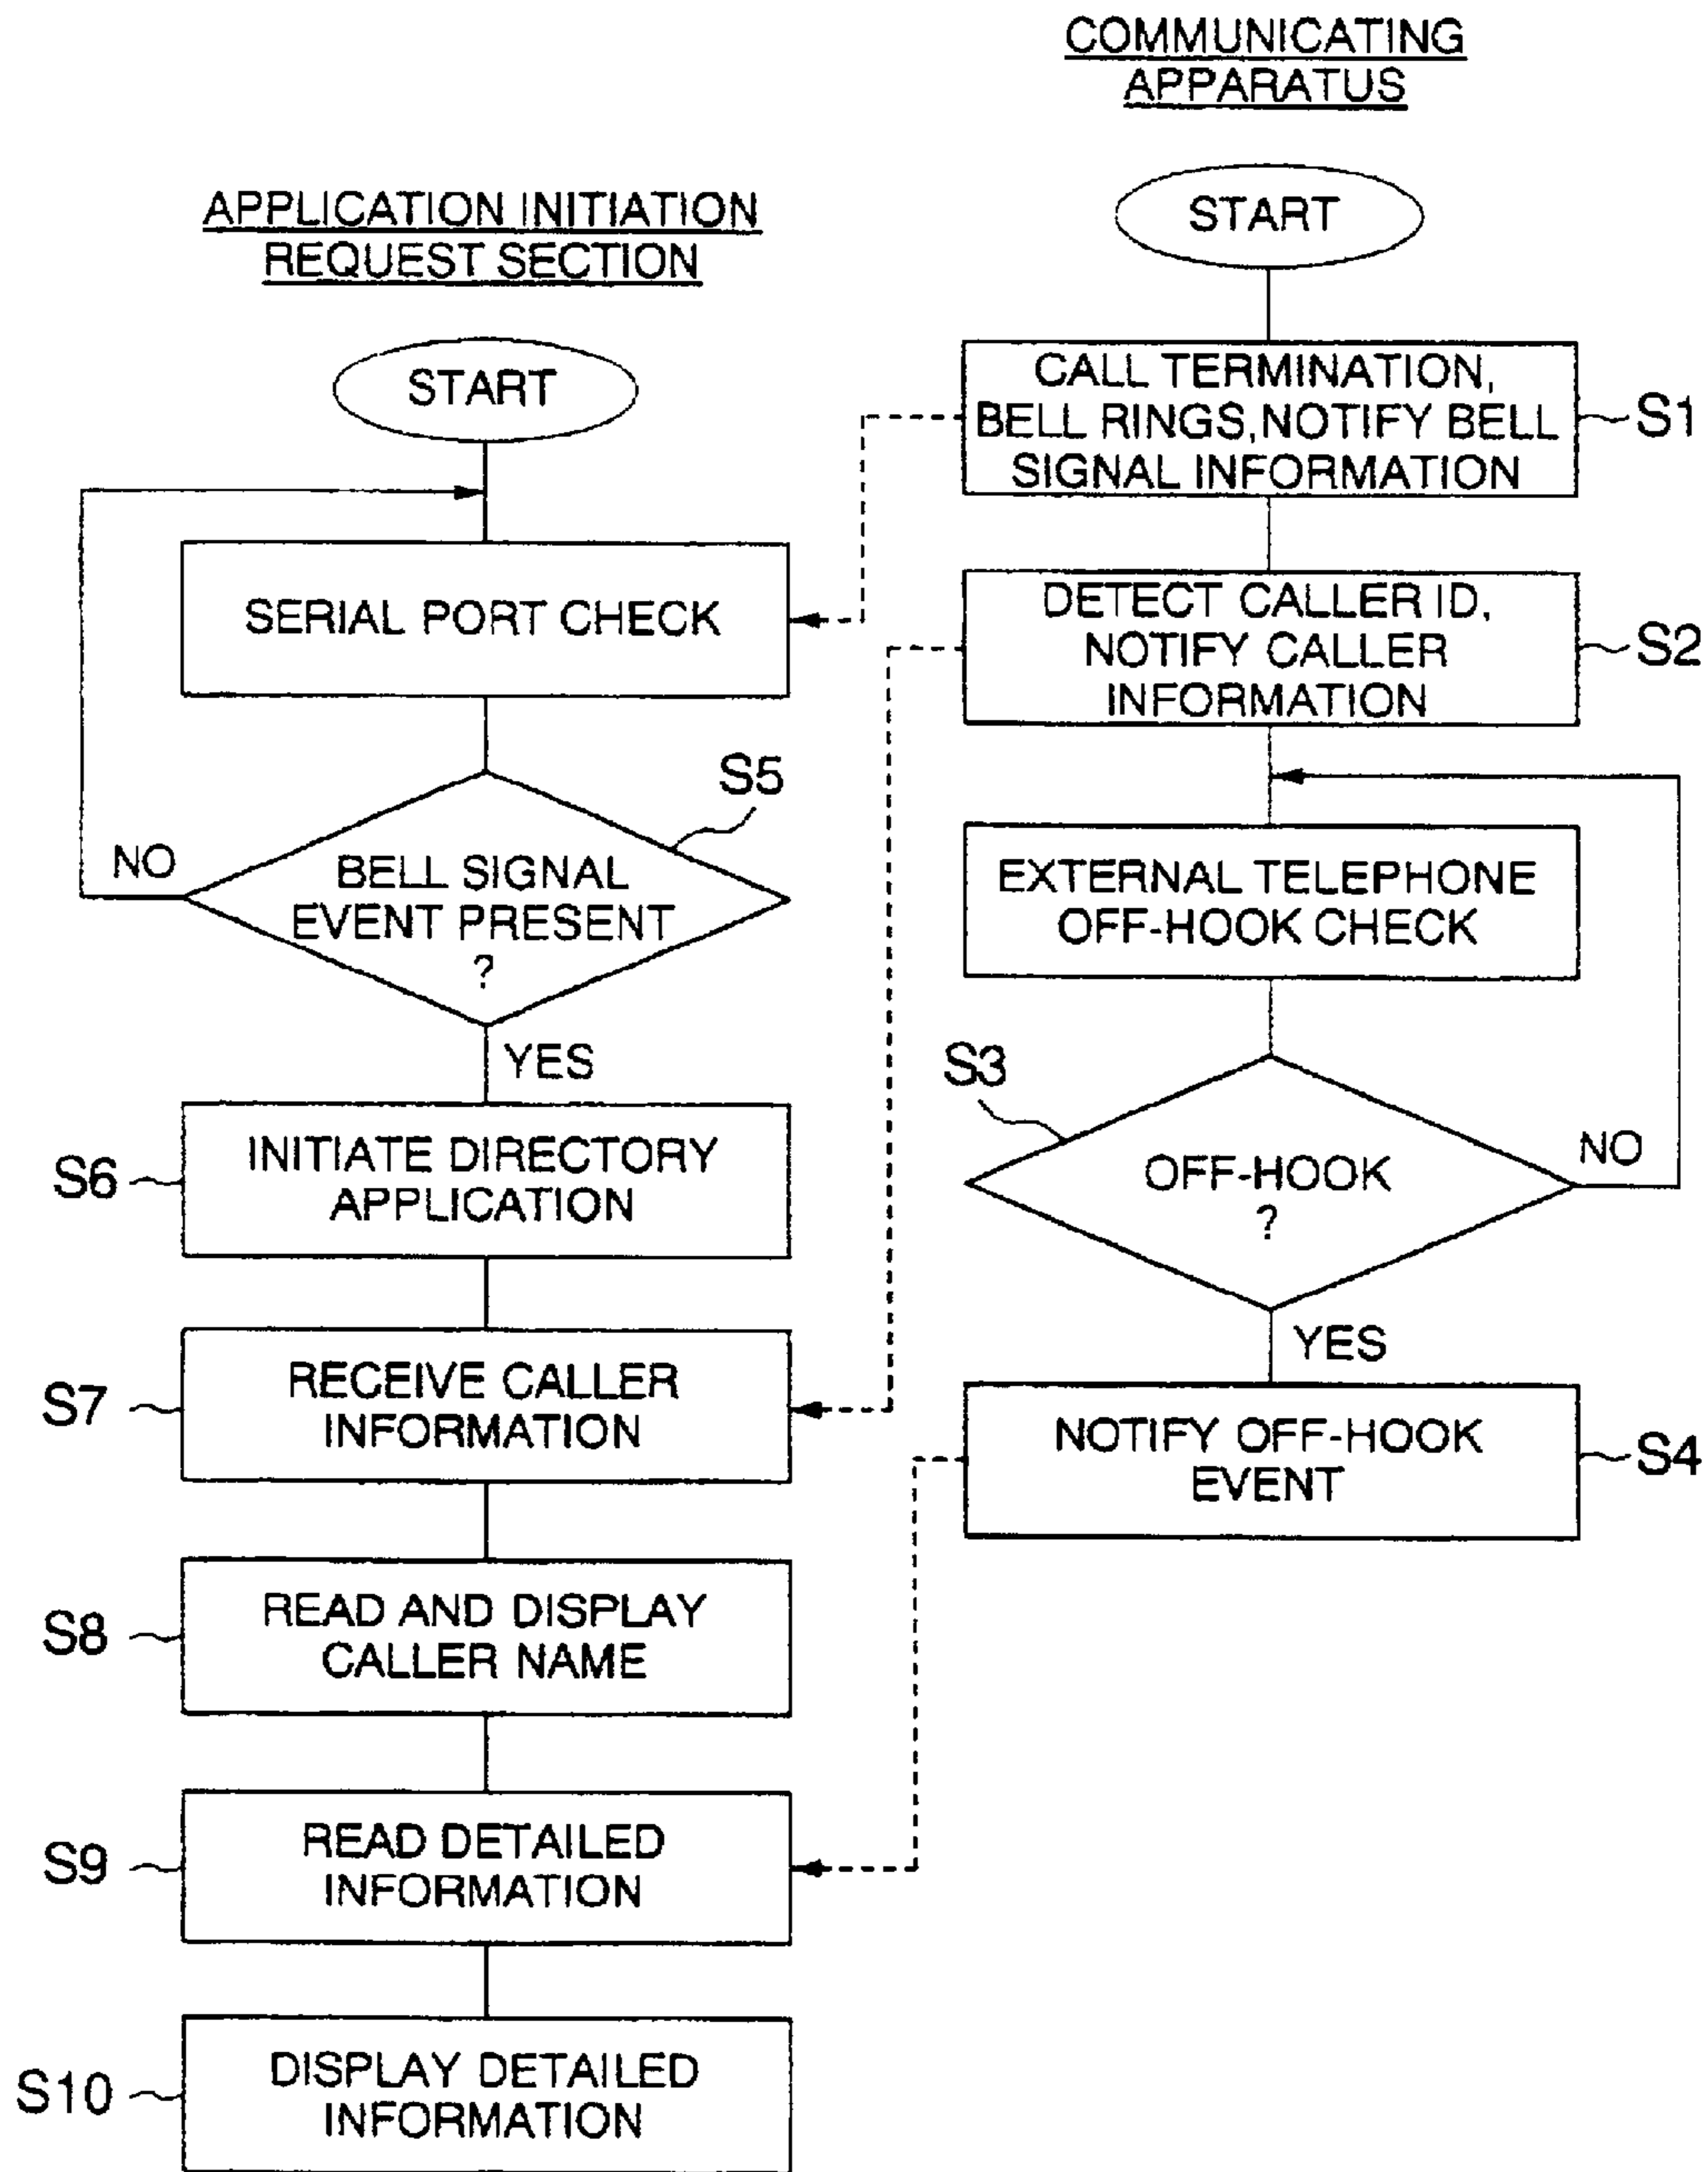 COMMUNICATING
APPARATUS
START
CALL TERMINATION,
BELL RINGS,NOTIFY BELL
SIGNAL INFORMATION
S1
DETECT CALLER ID,
NOTIFY CALLER
INFORMATION
S2
EXTERNAL TELEPHONE
OFF-HOOK CHECK
S3
OFF-HOOK
?
NO
YES
NOTIFY OFF-HOOK
EVENT
S4
APPLICATION INITIATION
REQUEST SECTION
START
SERIAL PORT CHECK
S5
NO
BELL SIGNAL
EVENT PRESENT
?
YES
S6
INITIATE DIRECTORY
APPLICATION
S7
RECEIVE CALLER
INFORMATION
S8
READ AND DISPLAY
CALLER NAME
S9
READ DETAILED
INFORMATION
S10
DISPLAY DETAILED
INFORMATION